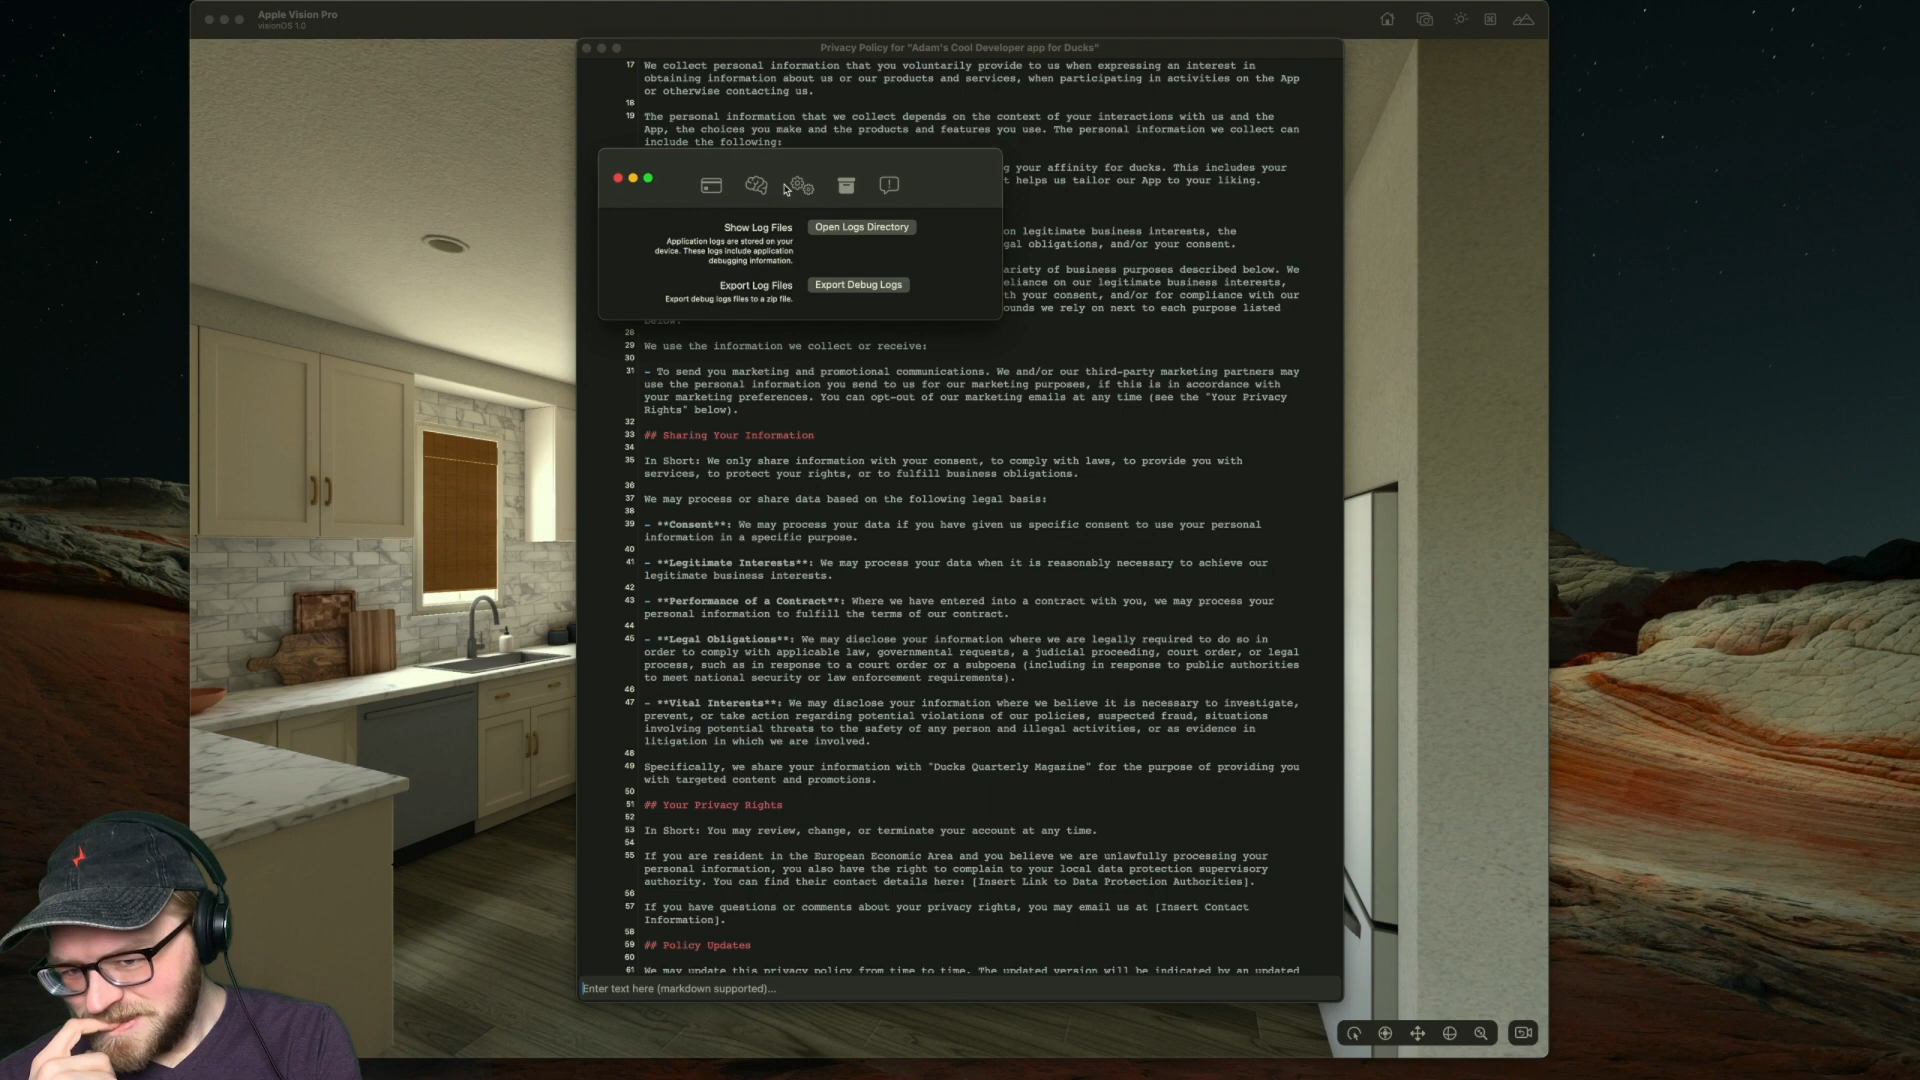 Apple Vision Pro
visionOS 1.0
Privacy Policy for "Adam's Cool Developer app for Ducks"
17 We collect personal information that you voluntarily provide to us when expressing an interest in
obtaining information about us or our products and services, when participating in activities on the App
or otherwise contacting us.
18
19 The personal information that we collect depends on the context of your interactions with us and the
App, the choices you make and the products and features you use. The personal information we collect can
include the following:
g your affinity for ducks. This includes your
t helps us tailor our App to your liking.
Show Log Files
Open Logs Directory
Application logs are stored on your
device. These logs include application
debugging information.
Export Log Files
Export Debug Logs
Export debug logs files to a zip file.
on legitimate business interests, the
gal obligations, and/or your consent.
ariety of business purposes described below. We
eliance on our legitimate business interests,
th your consent, and/or for compliance with our
ounds we rely on next to each purpose listed
below.
28
29 We use the information we collect or receive:
30
31 - To send you marketing and promotional communications. We and/or our third-party marketing partners may
use the personal information you send to us for our marketing purposes, if this is in accordance with
your marketing preferences. You can opt-out of our marketing emails at any time (see the "Your Privacy
Rights" below).
32
33 ## Sharing Your Information
34
35 In Short: We only share information with your consent, to comply with laws, to provide you with
services, to protect your rights, or to fulfill business obligations.
36
37 We may process or share data based on the following legal basis:
38
39 - **Consent**: We may process your data if you have given us specific consent to use your personal
information in a specific purpose.
40
41 - **Legitimate Interests**: We may process your data when it is reasonably necessary to achieve our
legitimate business interests.
42
43 - **Performance of a Contract**: Where we have entered into a contract with you, we may process your
personal information to fulfill the terms of our contract.
44
45 - **Legal Obligations**: We may disclose your information where we are legally required to do so in
order to comply with applicable law, governmental requests, a judicial proceeding, court order, or legal
process, such as in response to a court order or a subpoena (including in response to public authorities
to meet national security or law enforcement requirements).
46
47 - **Vital Interests**: We may disclose your information where we believe it is necessary to investigate,
prevent, or take action regarding potential violations of our policies, suspected fraud, situations
involving potential threats to the safety of any person and illegal activities, or as evidence in
litigation in which we are involved.
48
49 Specifically, we share your information with "Ducks Quarterly Magazine" for the purpose of providing you
with targeted content and promotions.
50
51 ## Your Privacy Rights
52
53 In Short: You may review, change, or terminate your account at any time.
54
55 If you are resident in the European Economic Area and you believe we are unlawfully processing your
personal information, you also have the right to complain to your local data protection supervisory
authority. You can find their contact details here: [Insert Link to Data Protection Authorities].
56
57 If you have questions or comments about your privacy rights, you may email us at [Insert Contact
Information].
58
59 ## Policy Updates
60
61 We may update this privacy policy from time to time. The updated version will be indicated by an updated
Enter text here (markdown supported)...